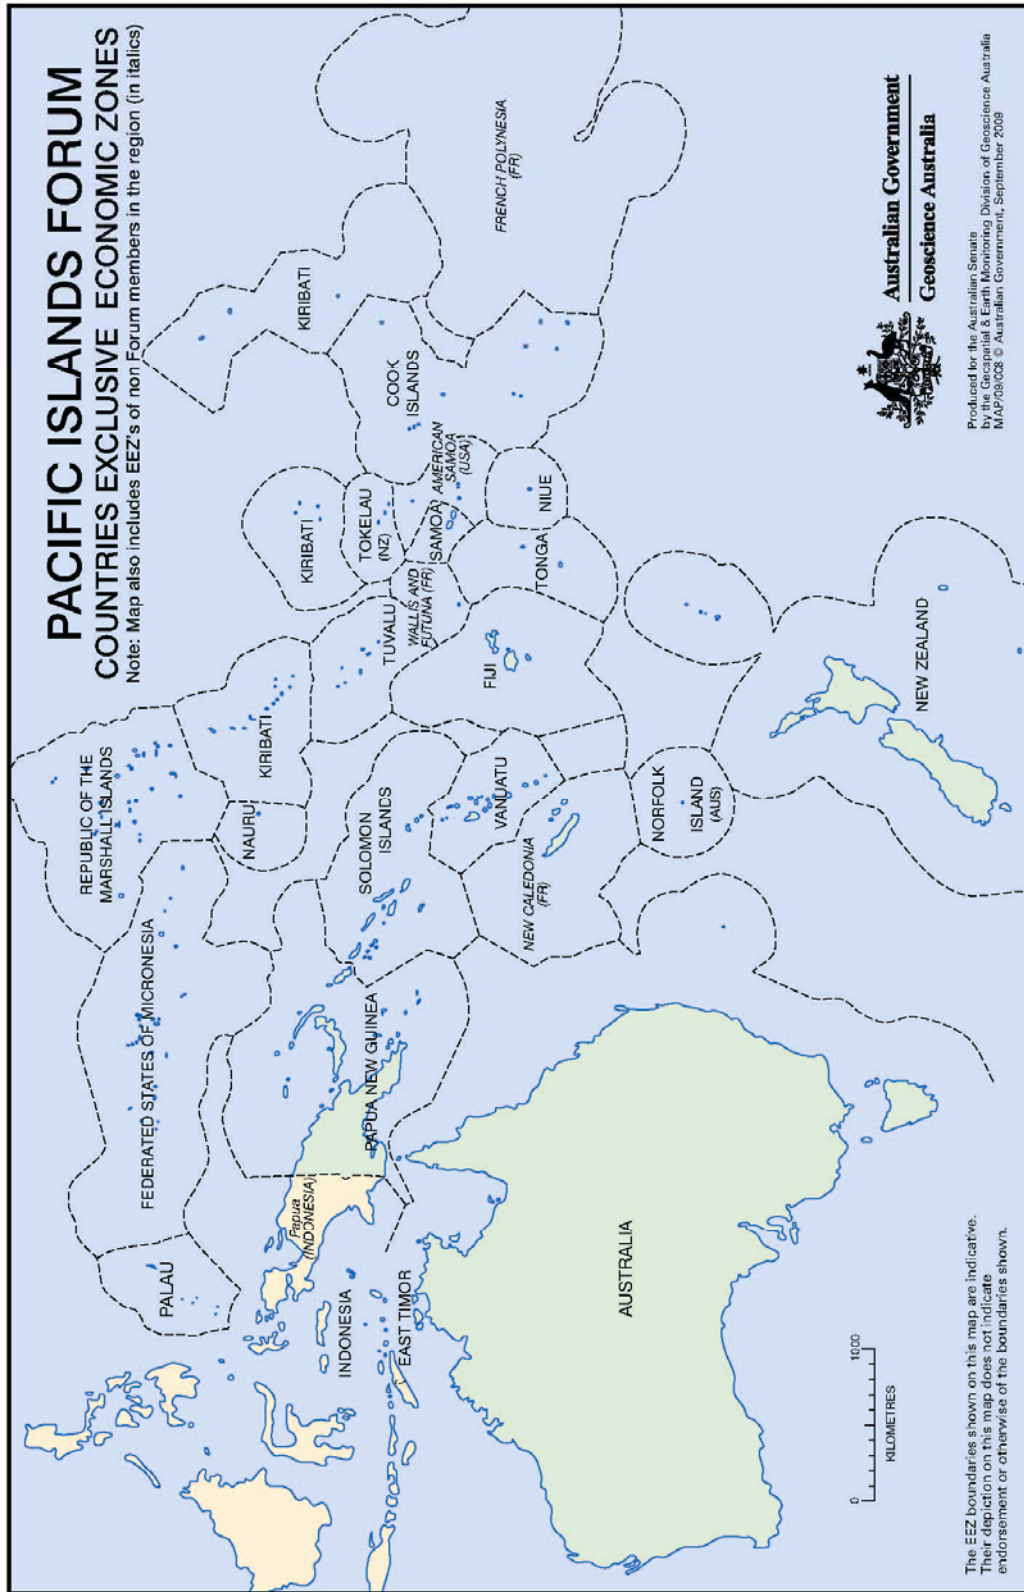 PACIFIC ISLANDS FORUM
COUNTRIES EXCLUSIVE ECONOMIC ZONES
Note: Map also includes EEZ's of non Forum members in the region (in italics)
PALAU
FEDERATED STATES OF MICRONESIA
REPUBLIC OF THE
MARSHALL ISLANDS
NAURU
KIRIBATI
KIRIBATI
KIRIBATI
Papua
(INDONESIA)
INDONESIA
EAST TIMOR
PAPUA NEW GUINEA
SOLOMON
ISLANDS
TUVALU
TOKELAU
(NZ)
WALLIS AND
FUTUNA (FR)
SAMOA
AMERICAN
SAMOA
(USA)
COOK
ISLANDS
FRENCH POLYNESIA
(FR)
VANUATU
FIJI
TONGA
NIUE
NEW CALEDONIA
(FR)
NORFOLK
ISLAND
(AUS)
AUSTRALIA
NEW ZEALAND
0
1000
KILOMETRES
The EEZ boundaries shown on this map are indicative.
Their depiction on this map does not indicate
endorsement or otherwise of the boundaries shown.
Australian Government
Geoscience Australia
Produced for the Australian Senate
by the Geospatial & Earth Monitoring Division of Geoscience Australia
MAP/09/008 © Australian Government, September 2009